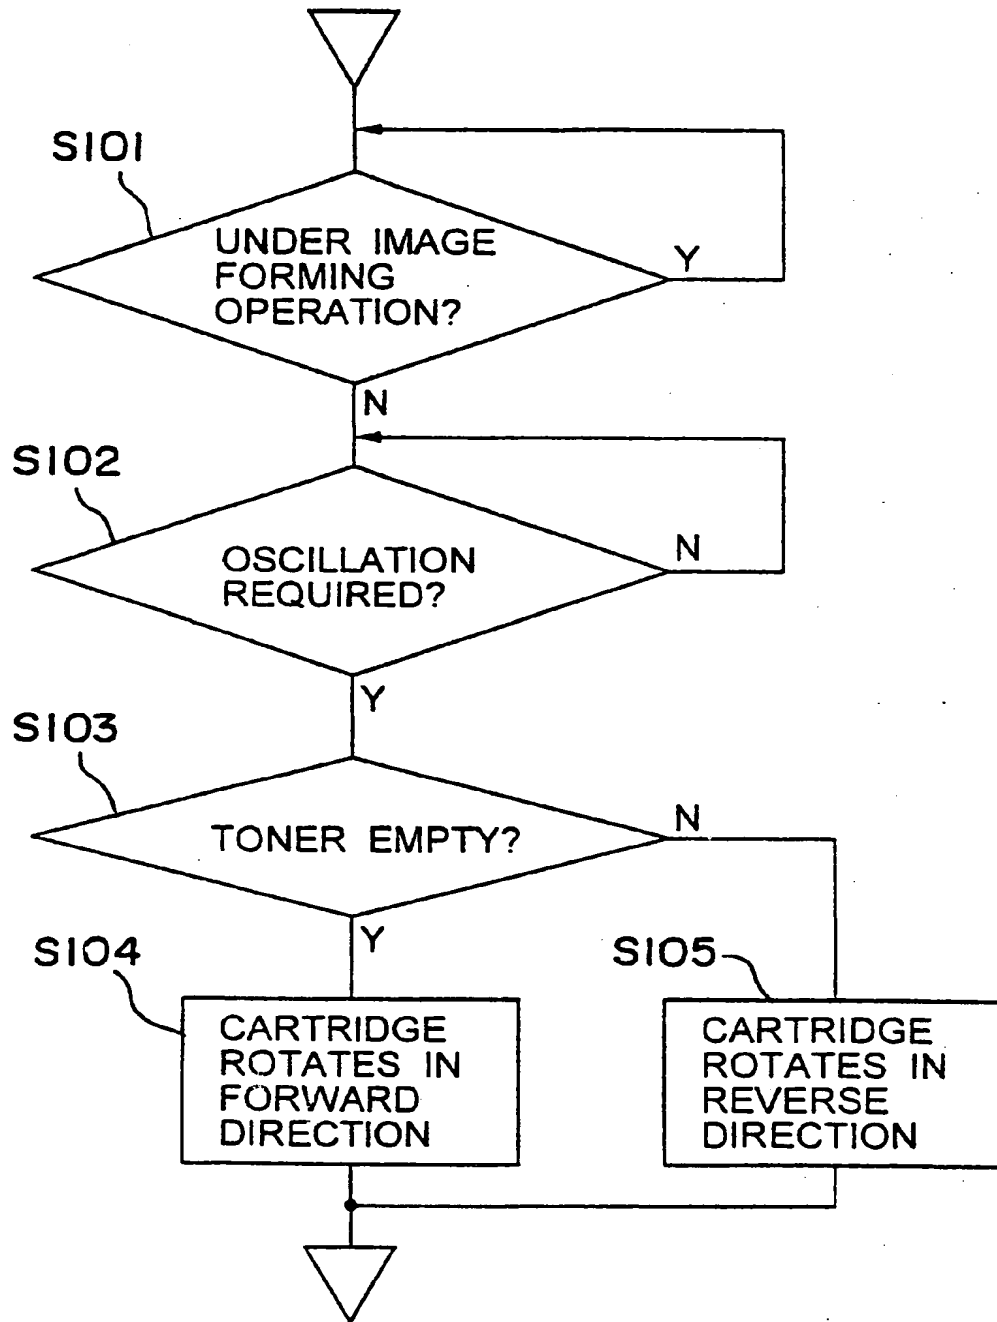 S101
UNDER IMAGE
FORMING
OPERATION?
Y
N
S102
OSCILLATION
REQUIRED?
N
Y
S103
TONER EMPTY?
N
Y
S104
CARTRIDGE
ROTATES IN
FORWARD
DIRECTION
S105
CARTRIDGE
ROTATES IN
REVERSE
DIRECTION